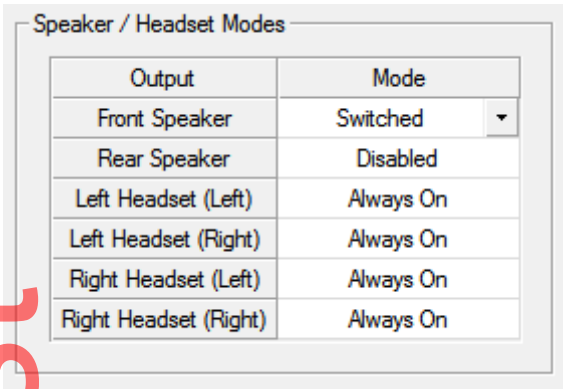 Speaker / Headset Modes
Output Mode
Front Speaker Switched
Rear Speaker Disabled
Left Headset (Left) Always On
Left Headset (Right) Always On
Right Headset (Left) Always On
Right Headset (Right) Always On